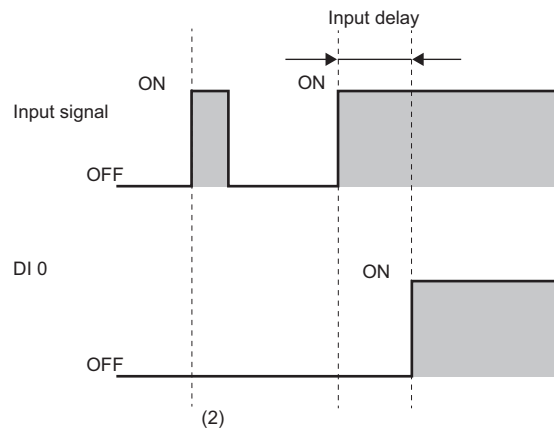 Input delay
ON
ON
Input signal
OFF
DI 0
ON
OFF
(2)